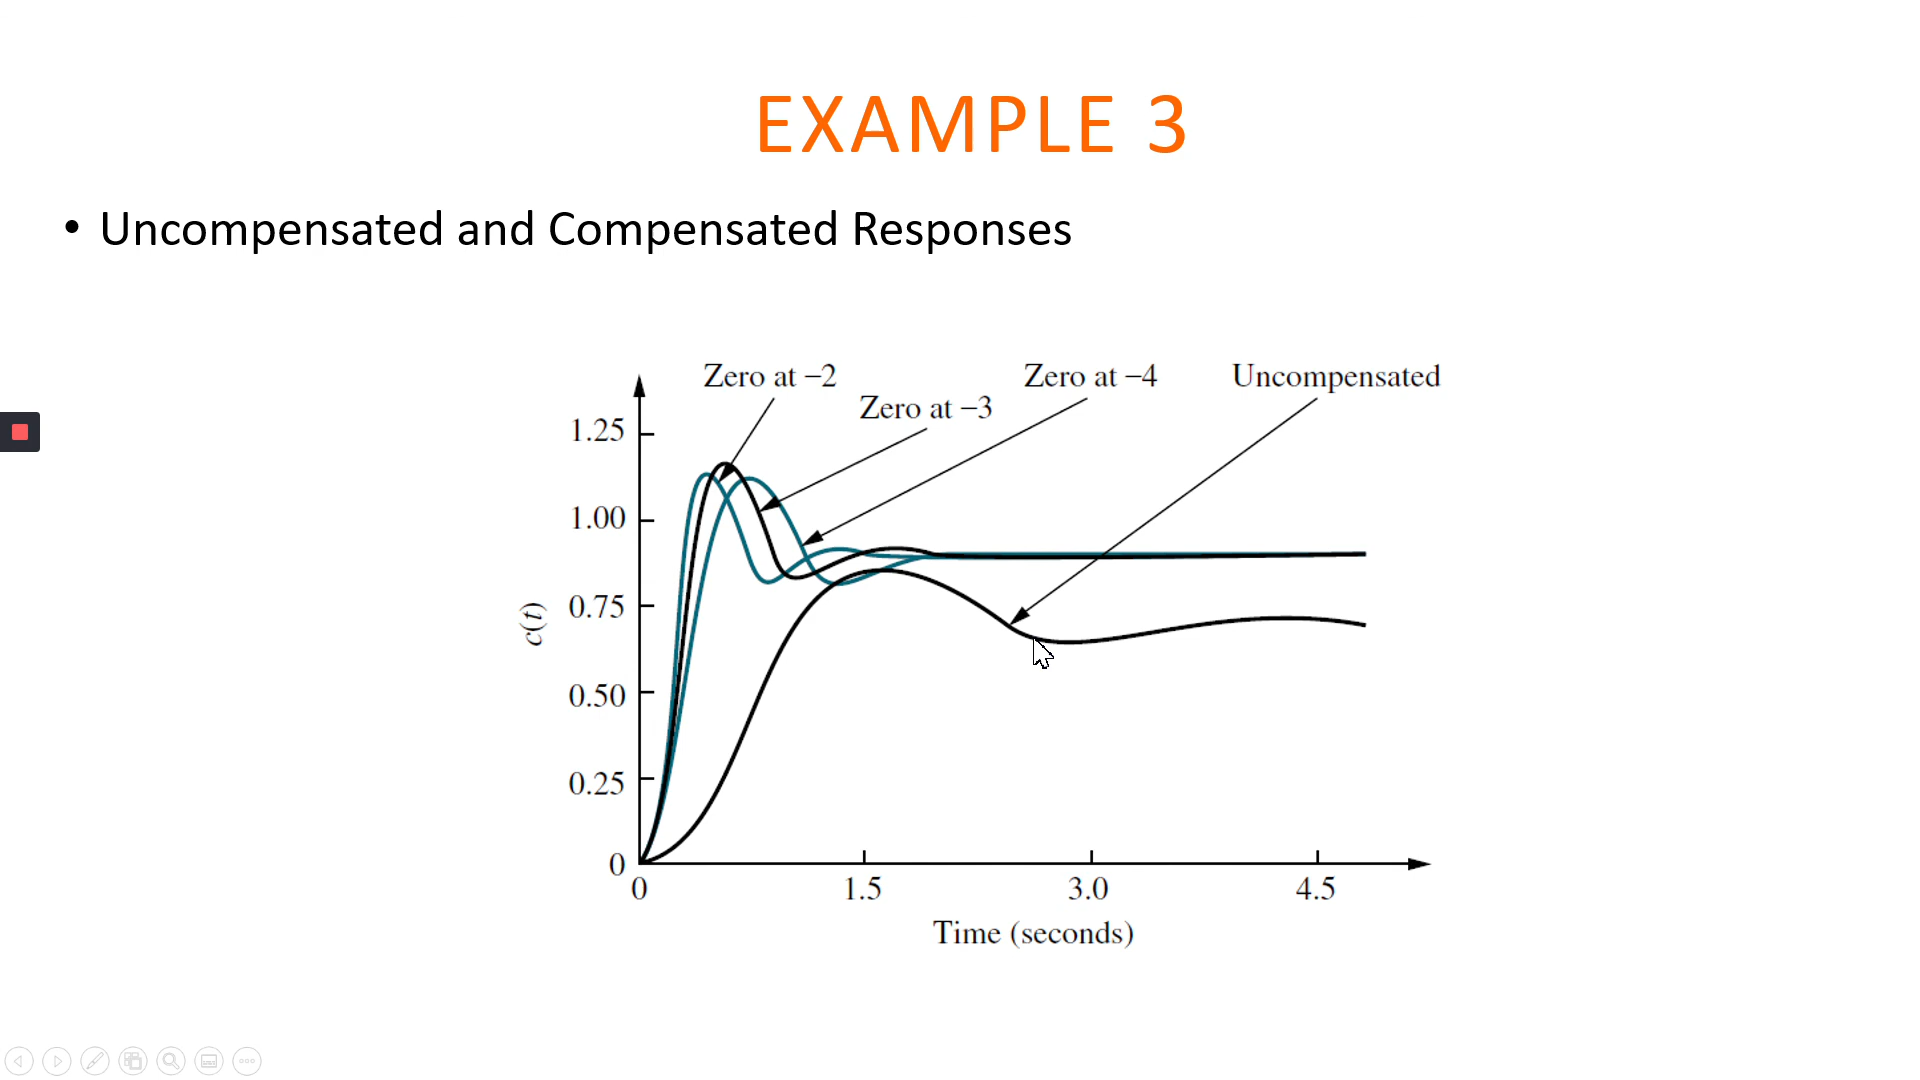 EXAMPLE 3
• Uncompensated and Compensated Responses
Zero at −2
Zero at −3
Zero at −4
Uncompensated
1.25
1.00
0.75
0.50
0.25
0
c(t)
0
1.5
3.0
4.5
Time (seconds)